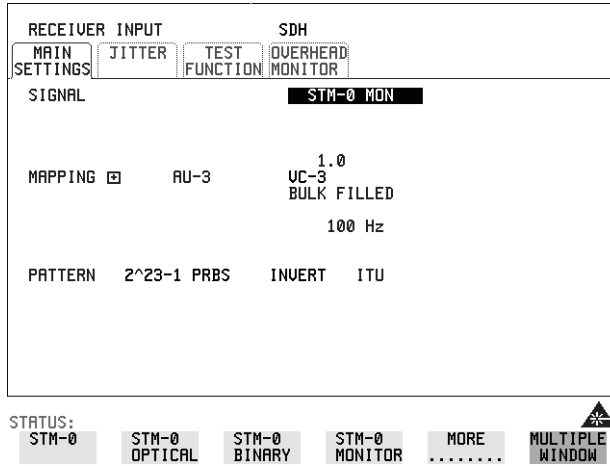 RECEIVER INPUT SDH
MAIN SETTINGS JITTER TEST FUNCTION OVERHEAD MONITOR
SIGNAL STM-0 MON
1.0
MAPPING + AU-3 VC-3
BULK FILLED
100 Hz
PATTERN 2^23-1 PRBS INVERT ITU
STATUS:
STM-0 STM-0 OPTICAL STM-0 BINARY STM-0 MONITOR MORE ........ MULTIPLE WINDOW